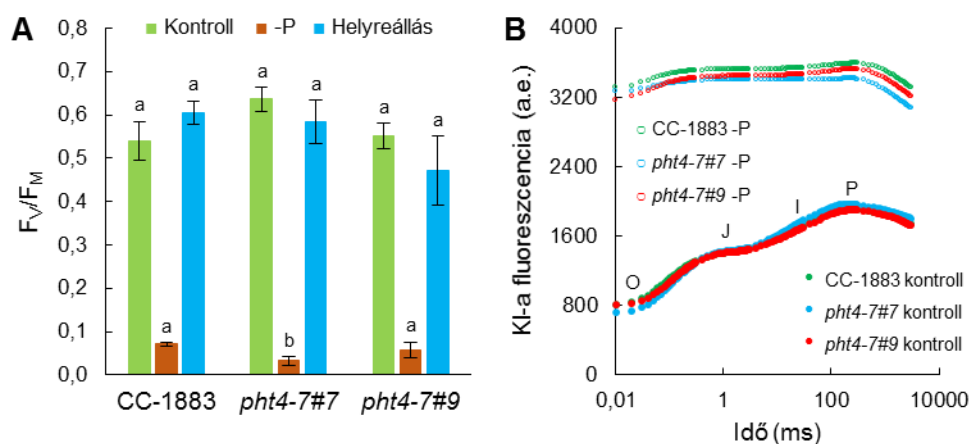 A
Kontroll -P Helyreállás
0,8
0,7
0,6
0,5
0,4
0,3
0,2
0,1
0,0
FV/FM
a a a a a a
a b a
CC-1883 pht4-7#7 pht4-7#9
B
4000
3200
2400
1600
800
0
Kl-a fluoreszcencia (a.e.)
CC-1883 -P
pht4-7#7 -P
pht4-7#9 -P
O J I P
CC-1883 kontroll
pht4-7#7 kontroll
pht4-7#9 kontroll
0,01 1 100 10000
Idő (ms)